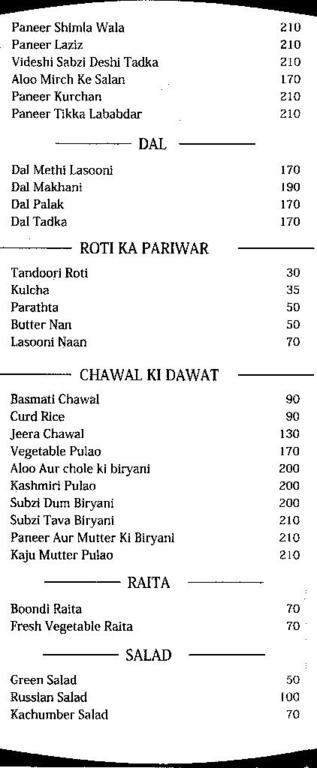 Paneer Shimla Wala 210
Paneer Laziz 210
Videshi Sabzi Deshi Tadka 210
Aloo Mirch Ke Salan 170
Paneer Kurchan 210
Paneer Tikka Lababdar 210
DAL
Dal Methi Lasooni 170
Dal Makhani 190
Dal Palak 170
Dal Tadka 170
ROTI KA PARIWAR
Tandoori Roti 30
Kulcha 35
Parathta 50
Butter Nan 50
Lasooni Naan 70
CHAWAL KI DAWAT
Basmati Chawal 90
Curd Rice 90
Jeera Chawal 130
Vegetable Pulao 170
Aloo Aur chole ki biryani 200
Kashmiri Pulao 200
Subzi Dum Biryani 200
Subzi Tava Biryani 210
Paneer Aur Mutter Ki Biryani 210
Kaju Mutter Pulao 210
RAITA
Boondi Raita 70
Fresh Vegetable Raita 70
SALAD
Green Salad 50
Russian Salad 100
Kachumber Salad 70